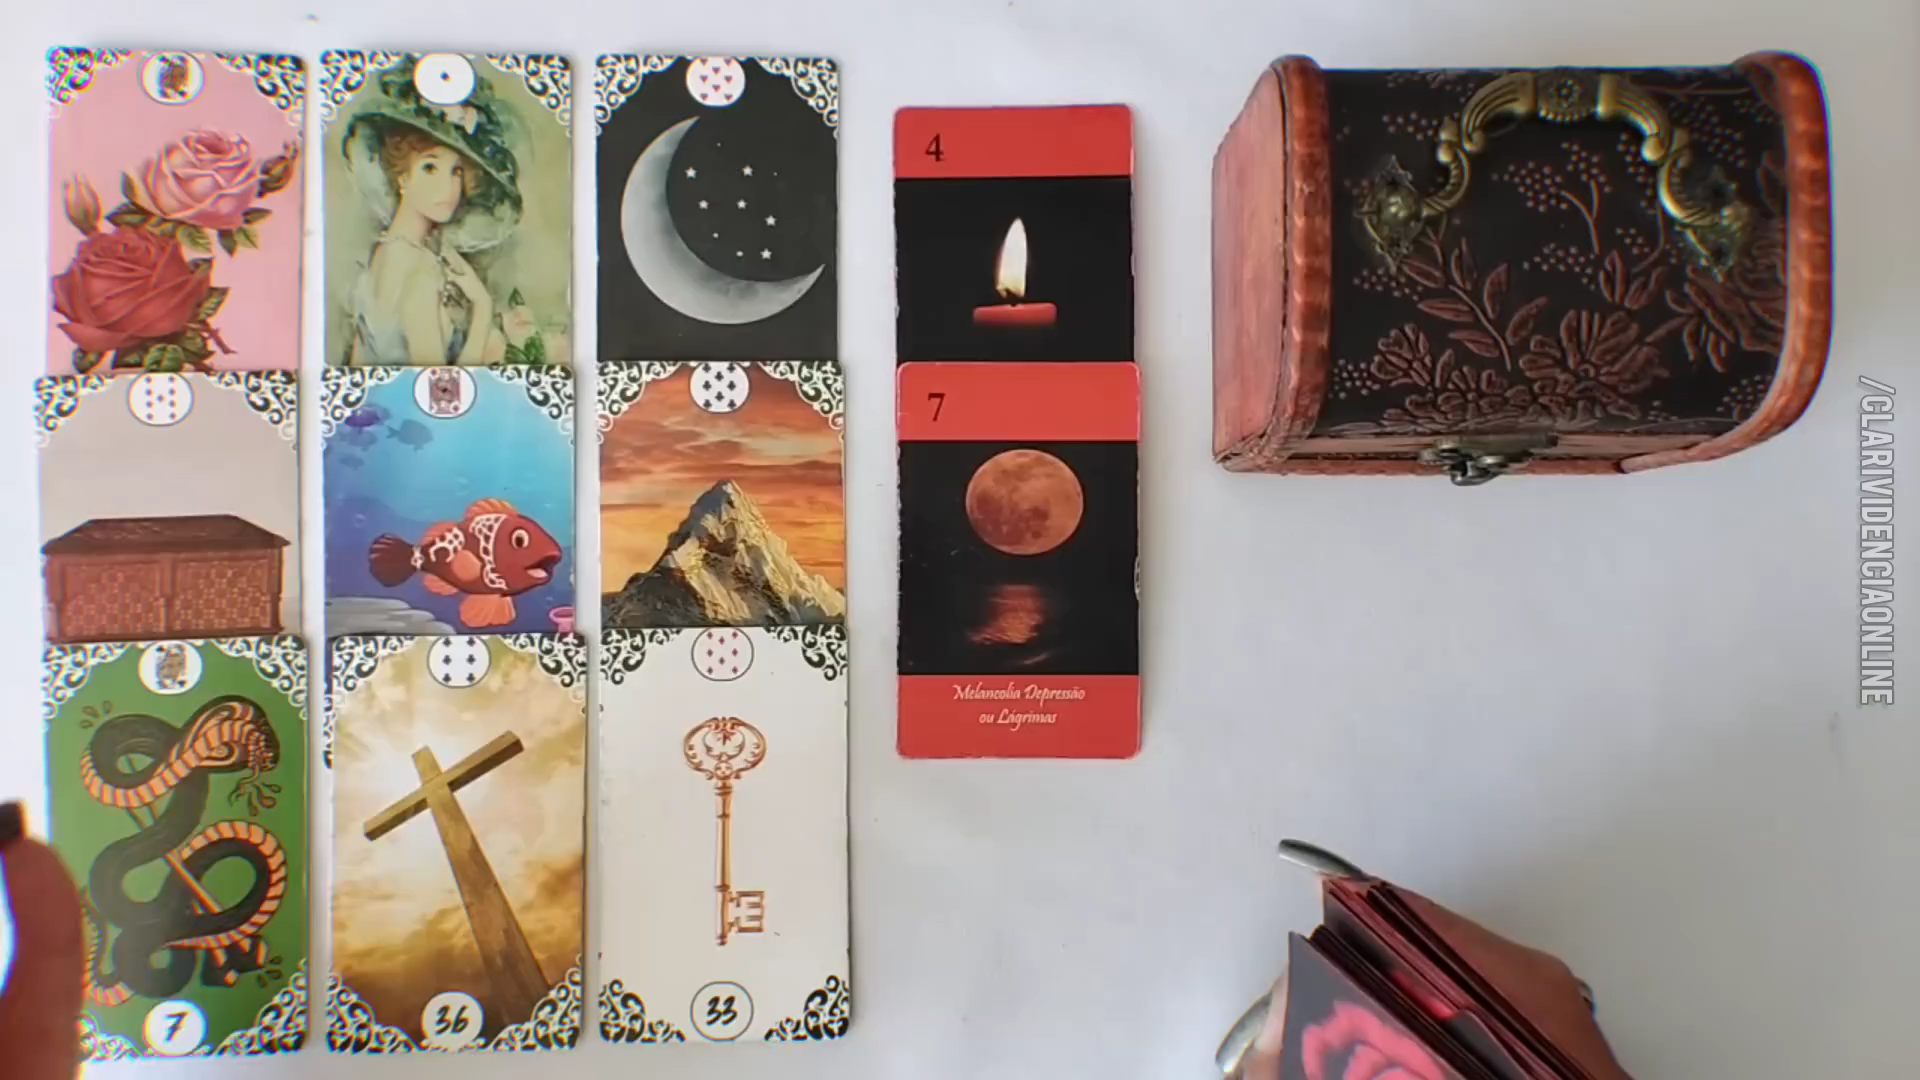 4
7
Melancolia Depressão
ou Lágrimas
7
36
33
/CLARIVIDENCIAONLINE